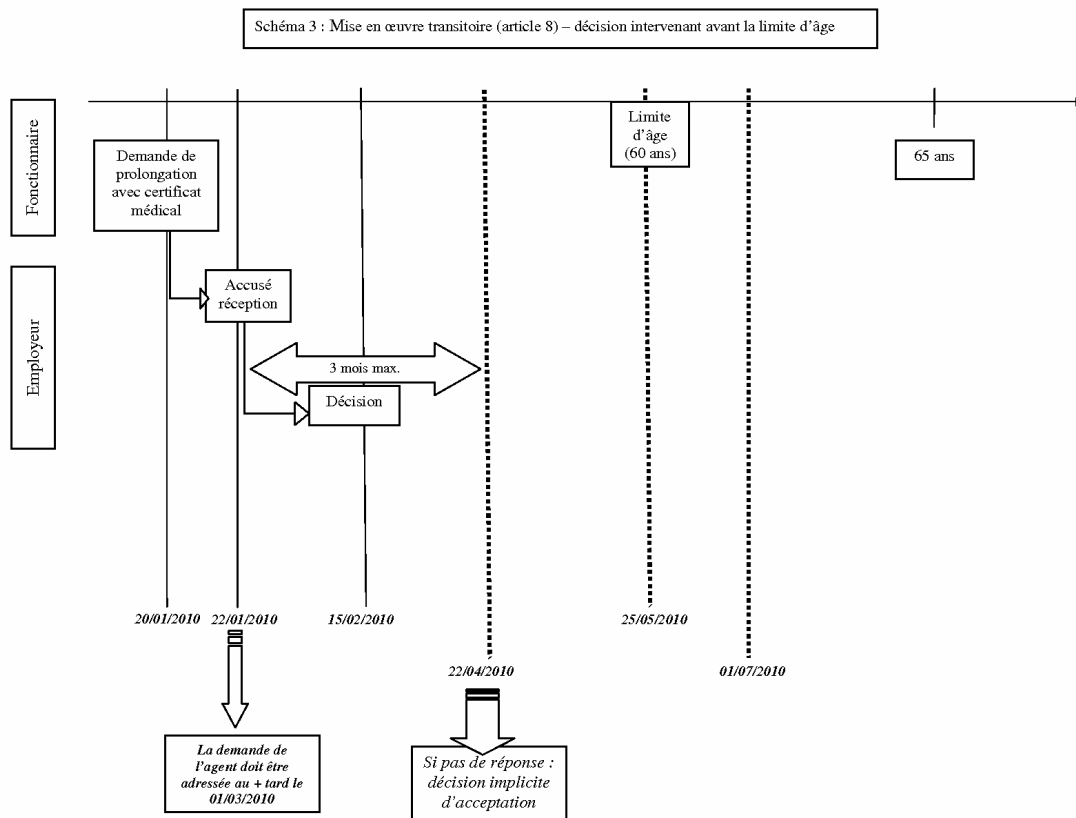 Schéma 3 : Mise en œuvre transitoire (article 8) – décision intervenant avant la limite d'âge
Fonctionnaire
Demande de
prolongation
avec certificat
médical
Limite
d'âge
(60 ans)
65 ans
Employeur
Accusé
réception
3 mois max.
Décision
20/01/2010
22/01/2010
15/02/2010
22/04/2010
25/05/2010
01/07/2010
La demande de
l'agent doit être
adressée au + tard le
01/03/2010
Si pas de réponse :
décision implicite
d'acceptation